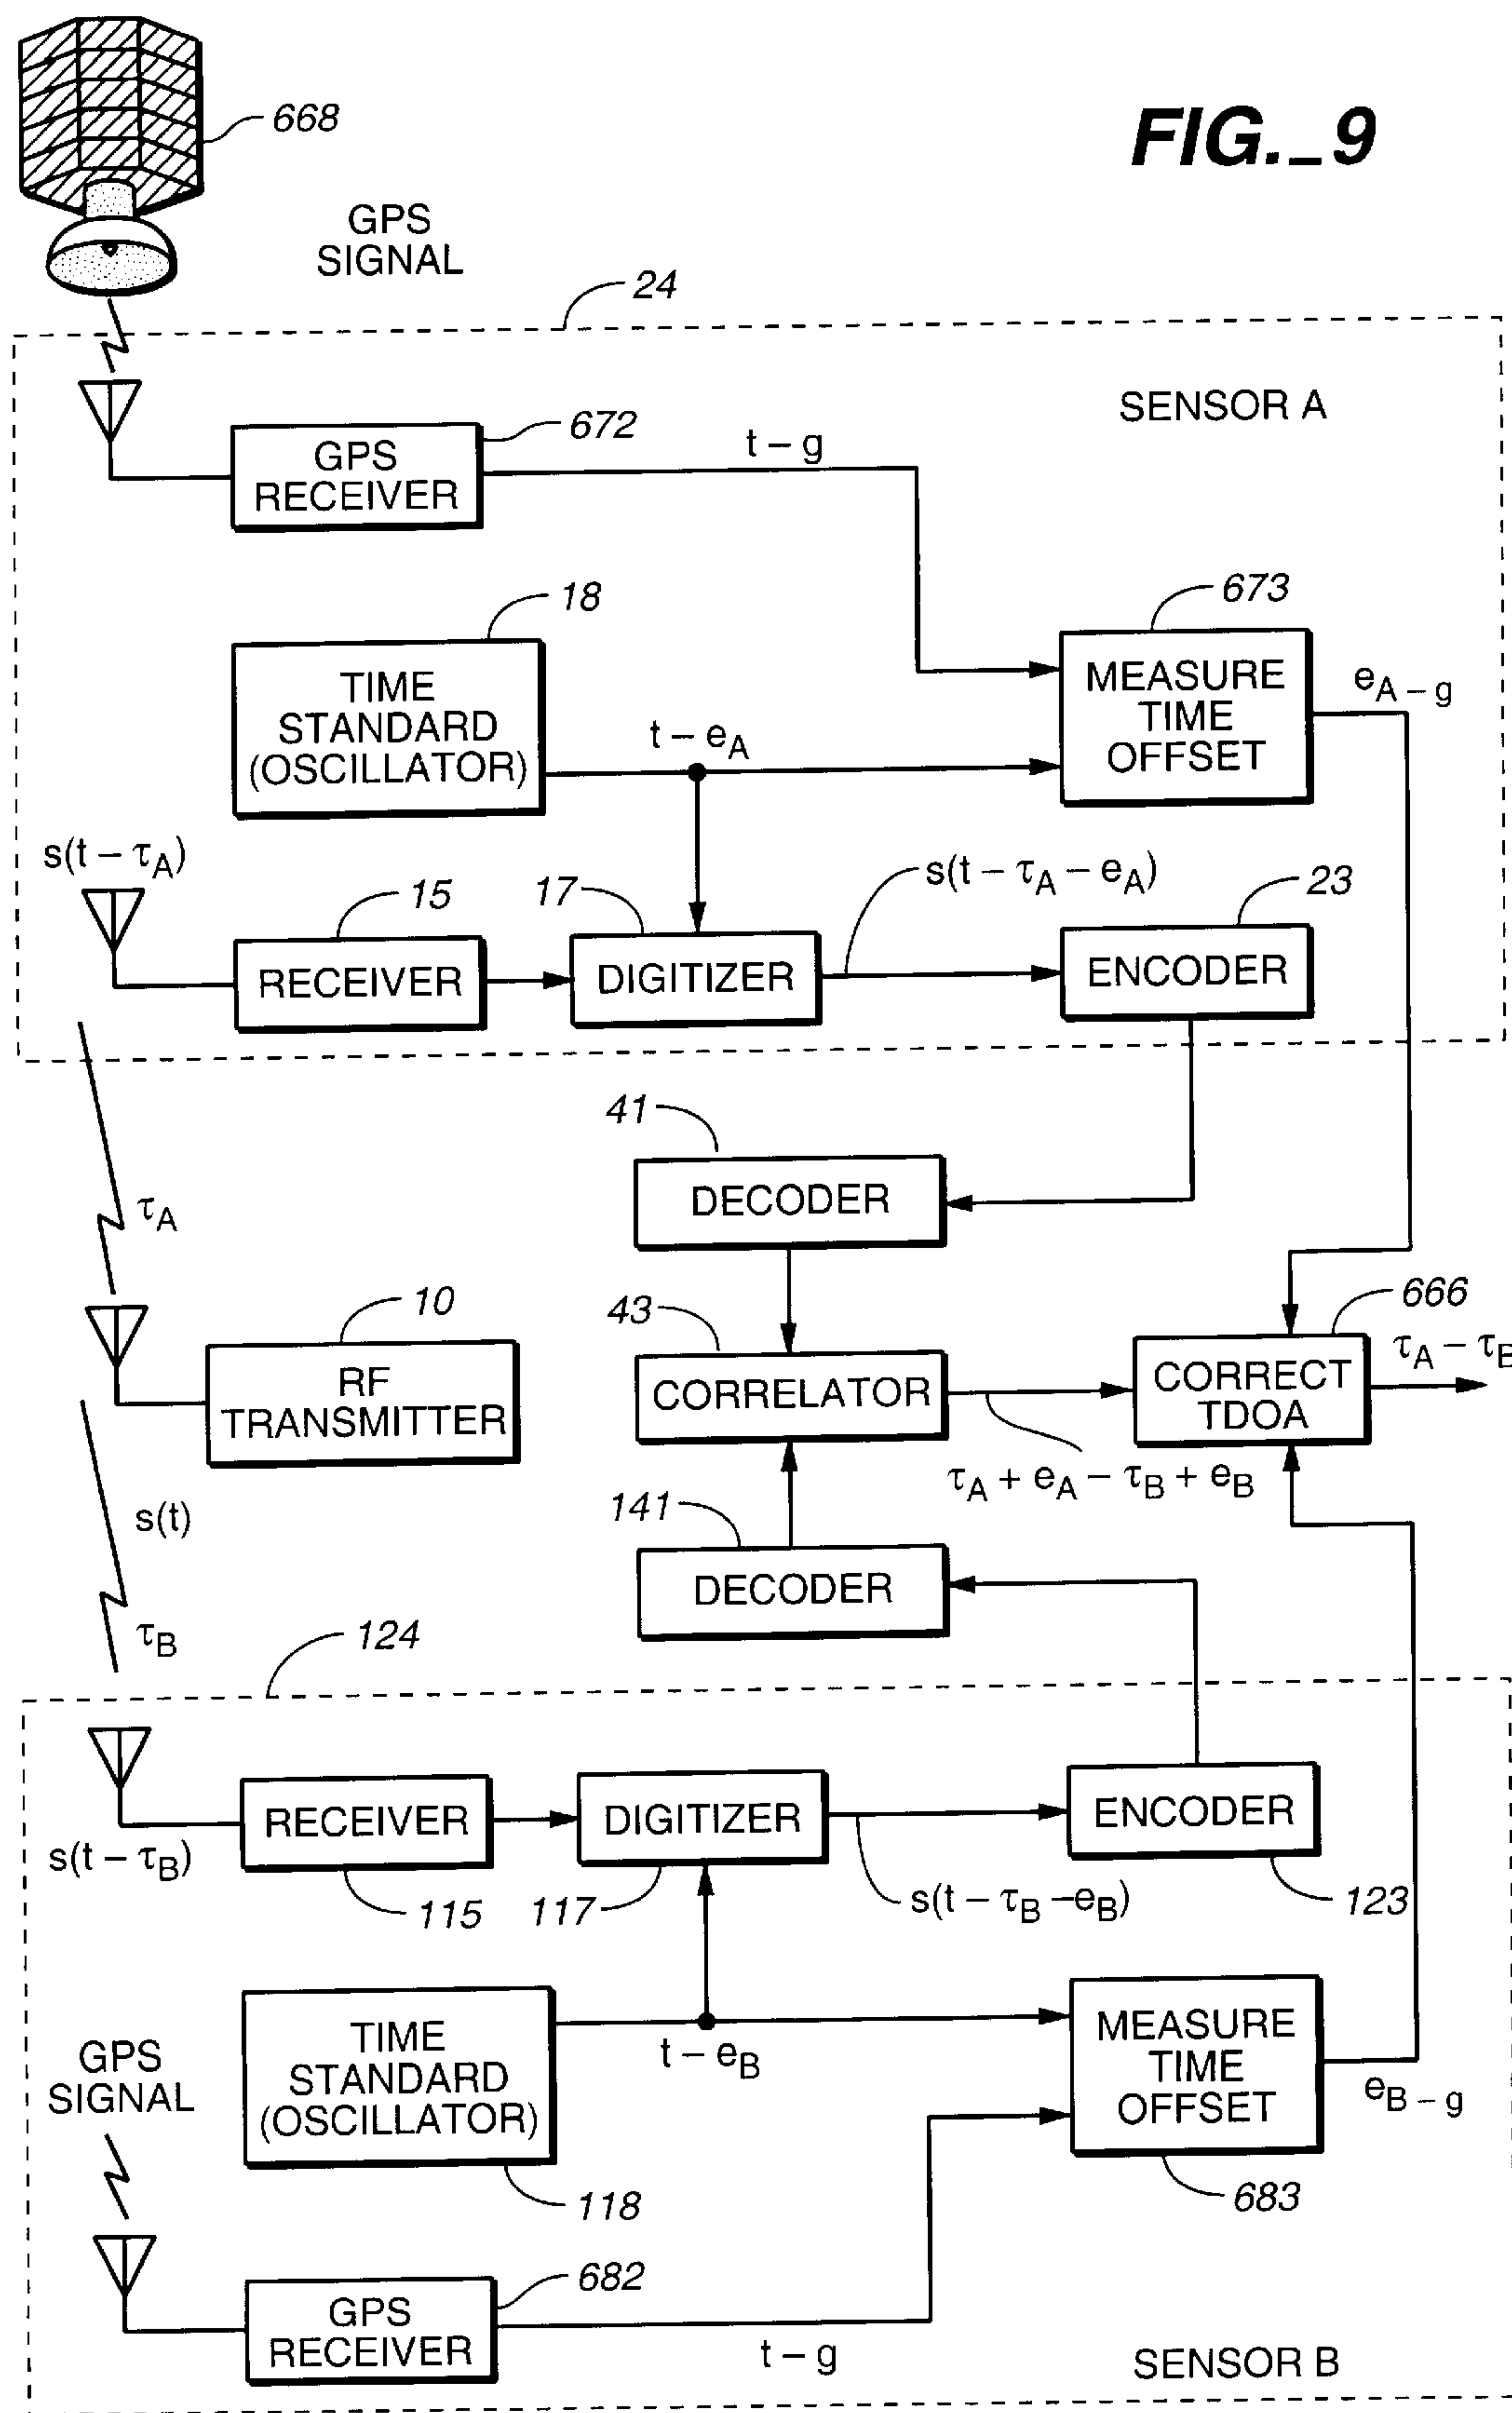 FIG._9
668
GPS
SIGNAL
24
SENSOR A
672
GPS
RECEIVER
t – g
18
673
TIME
STANDARD
(OSCILLATOR)
t – eA
MEASURE
TIME
OFFSET
eA – g
s(t – τA)
15
17
s(t – τA – eA)
23
RECEIVER
DIGITIZER
ENCODER
41
DECODER
τA
10
43
666
RF
TRANSMITTER
CORRELATOR
CORRECT
TDOA
τA – τB
τA + eA – τB + eB
s(t)
141
DECODER
τB
124
RECEIVER
DIGITIZER
ENCODER
s(t – τB)
115
117
s(t – τB –eB)
123
GPS
SIGNAL
TIME
STANDARD
(OSCILLATOR)
t – eB
MEASURE
TIME
OFFSET
eB – g
118
683
682
GPS
RECEIVER
t – g
SENSOR B